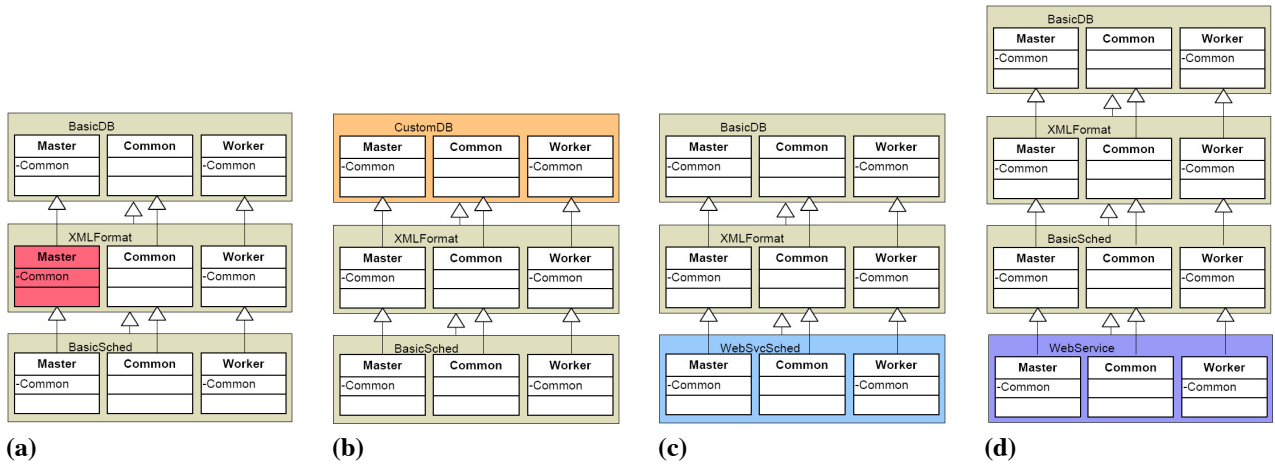 BasicDB
Master Common Worker
-Common -Common
XMLFormat
Master Common Worker
-Common -Common
BasicSched
Master Common Worker
-Common -Common
(a)
CustomDB
Master Common Worker
-Common -Common
XMLFormat
Master Common Worker
-Common -Common
BasicSched
Master Common Worker
-Common -Common
(b)
BasicDB
Master Common Worker
-Common -Common
XMLFormat
Master Common Worker
-Common -Common
WebSvcSched
Master Common Worker
-Common -Common
(c)
BasicDB
Master Common Worker
-Common -Common
XMLFormat
Master Common Worker
-Common -Common
BasicSched
Master Common Worker
-Common -Common
WebService
Master Common Worker
-Common -Common
(d)